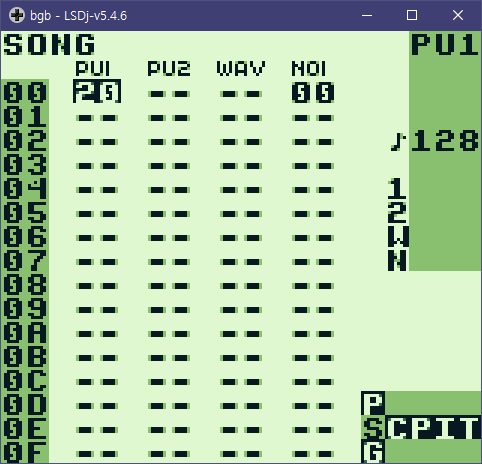 bgb - LSDj-v5.4.6
SONG PU1
PU1 PU2 WAV NOI
00 20 -- -- 00
01 -- -- -- --
02 -- -- -- -- ♪128
03 -- -- -- --
04 -- -- -- -- 1
05 -- -- -- -- 2
06 -- -- -- -- W
07 -- -- -- -- N
08 -- -- -- --
09 -- -- -- --
0A -- -- -- --
0B -- -- -- --
0C -- -- -- --
0D -- -- -- -- P
0E -- -- -- -- SCPIT
0F -- -- -- -- G